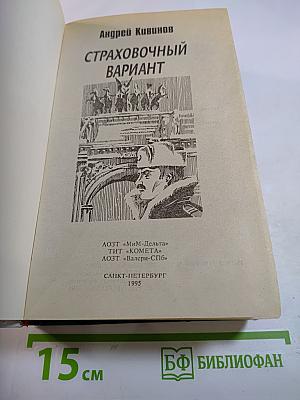 Андрей Кивинов
СТРАХОВОЧНЫЙ
ВАРИАНТ
АОЗТ «МиМ-Дельта»
ТИТ «КОМЕТА»
АОЗТ «Валери-СПб»
САНКТ-ПЕТЕРБУРГ
1995
15 см
БФ БИБЛИОФАН